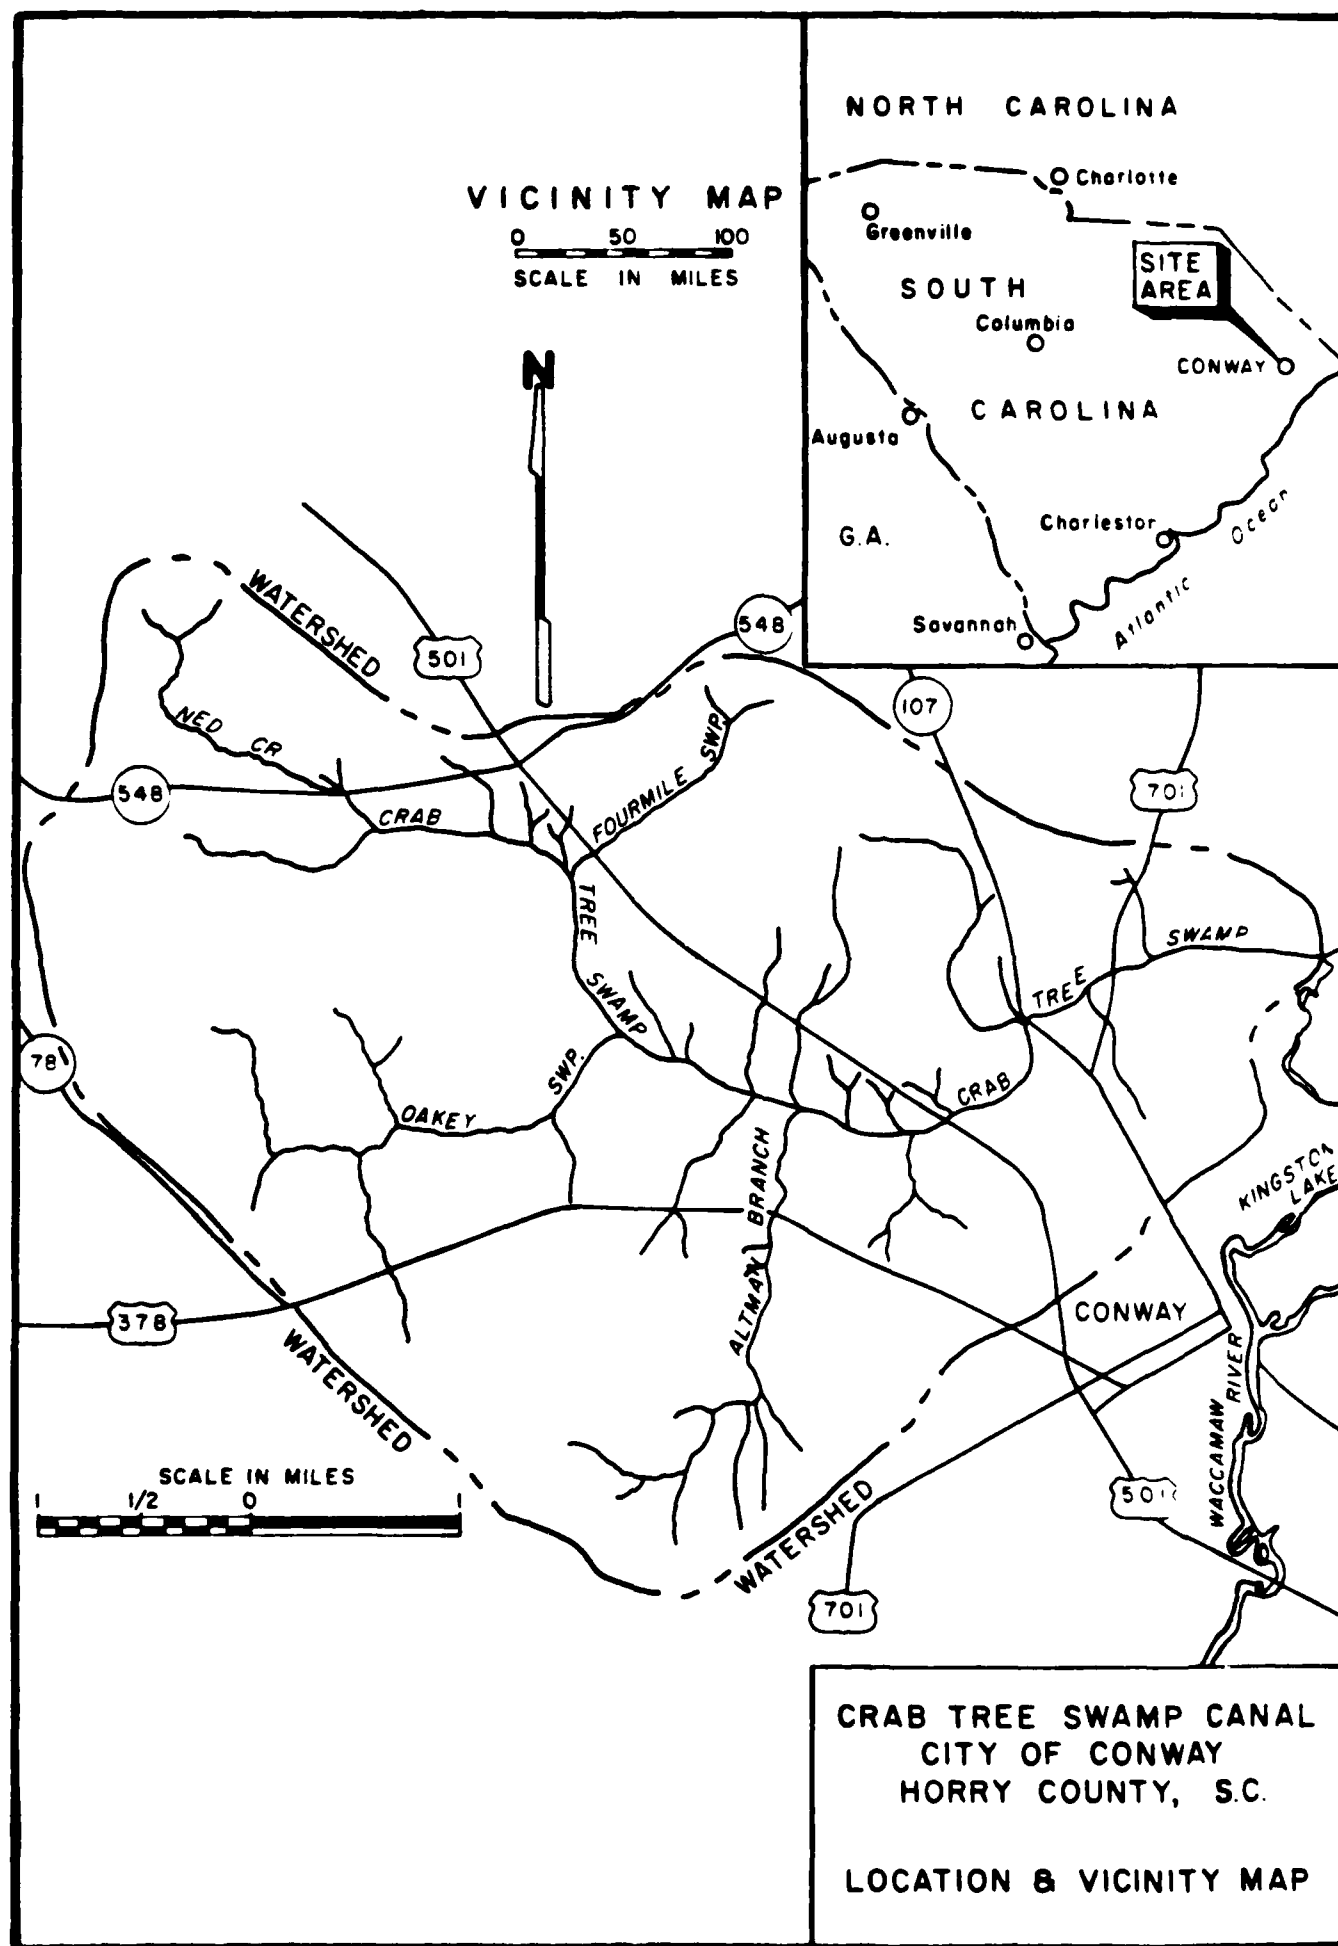 NORTH CAROLINA
Charlotte
VICINITY MAP
0 50 100
SCALE IN MILES
Greenville
SITE
AREA
SOUTH
Columbia
CONWAY
CAROLINA
Augusta
G.A.
Charlestor
Atlantic Ocean
Savannah
N
WATERSHED
501
548
107
701
NED CR
548
CRAB
FOURMILE SWP.
TREE
SWAMP
SWAMP
TREE
CRAB
78
OAKEY SWP.
ALTMAN BRANCH
KINGSTON
LAKE
378
WATERSHED
CONWAY
WACCAMAW
RIVER
SCALE IN MILES
1 1/2 0 1
501
WATERSHED
701
CRAB TREE SWAMP CANAL
CITY OF CONWAY
HORRY COUNTY, S.C.
LOCATION & VICINITY MAP